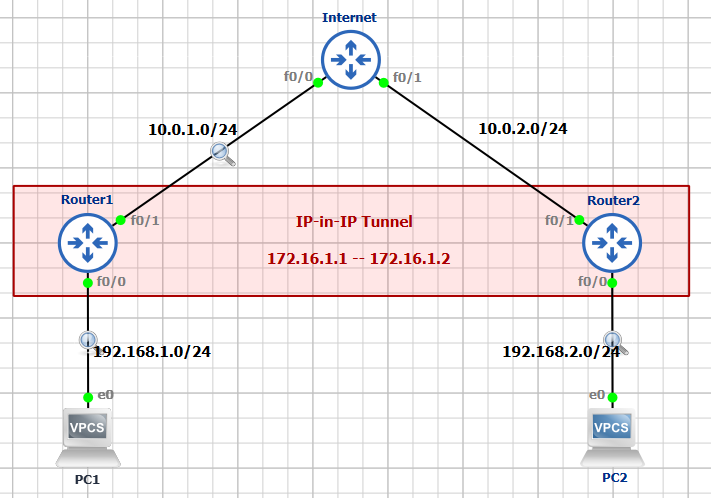 Internet
f0/0
f0/1
10.0.1.0/24
10.0.2.0/24
Router1
Router2
f0/1
IP-in-IP Tunnel
f0/1
172.16.1.1 -- 172.16.1.2
f0/0
f0/0
192.168.1.0/24
192.168.2.0/24
e0
e0
VPCS
VPCS
PC1
PC2